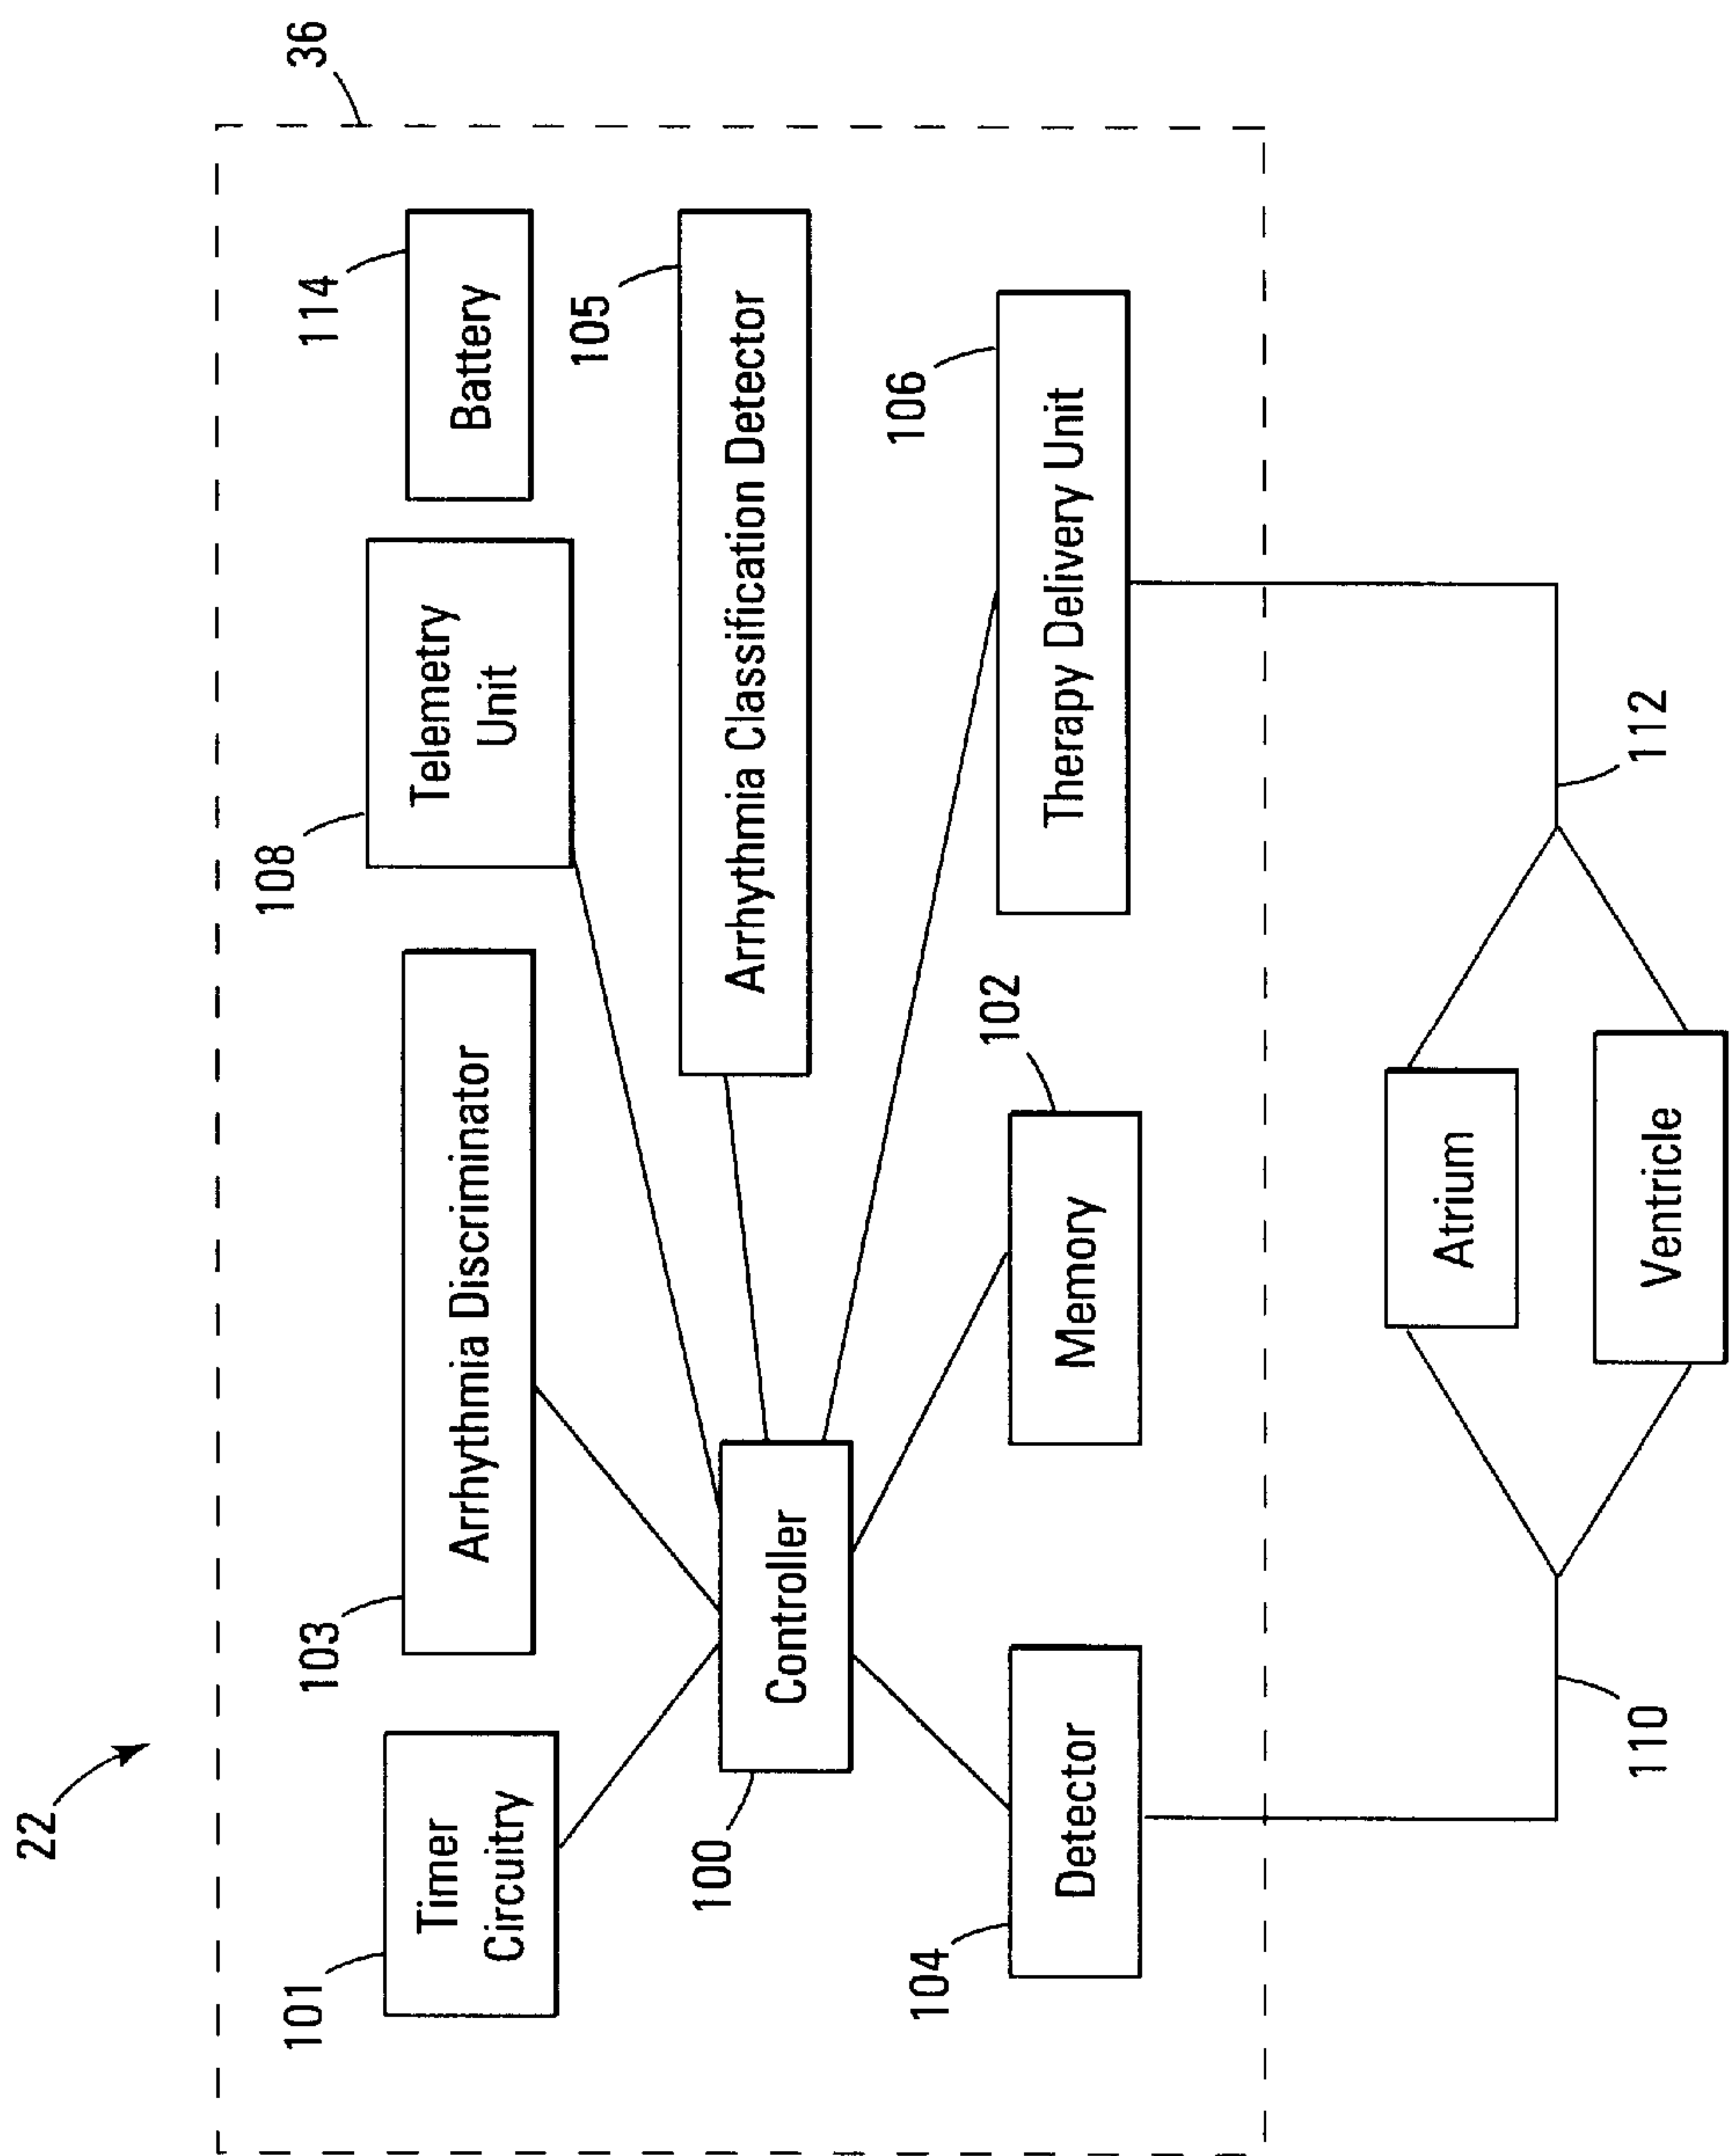 22
36
101
Timer
Circuitry
103
Arrhythmia Discriminator
108
Telemetry
Unit
114
Battery
100
Controller
105
Arrhythmia Classification Detector
104
Detector
102
Memory
106
Therapy Delivery Unit
110
Atrium
Ventricle
112